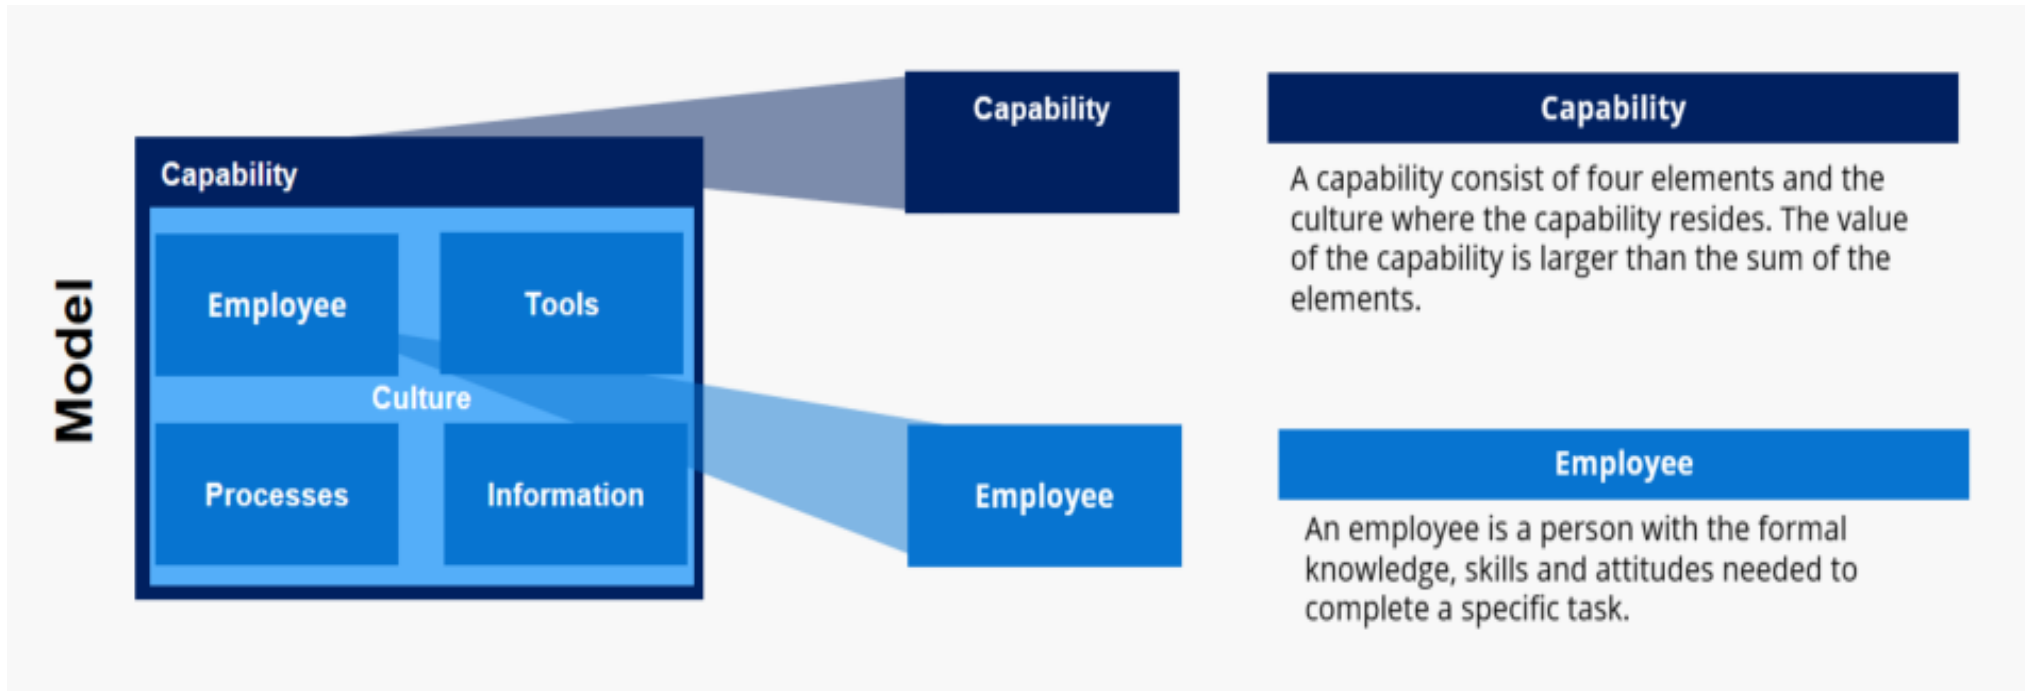 Model
Capability
Employee
Tools
Culture
Processes
Information
Capability
Employee
Capability
A capability consist of four elements and the
culture where the capability resides. The value
of the capability is larger than the sum of the
elements.
Employee
An employee is a person with the formal
knowledge, skills and attitudes needed to
complete a specific task.